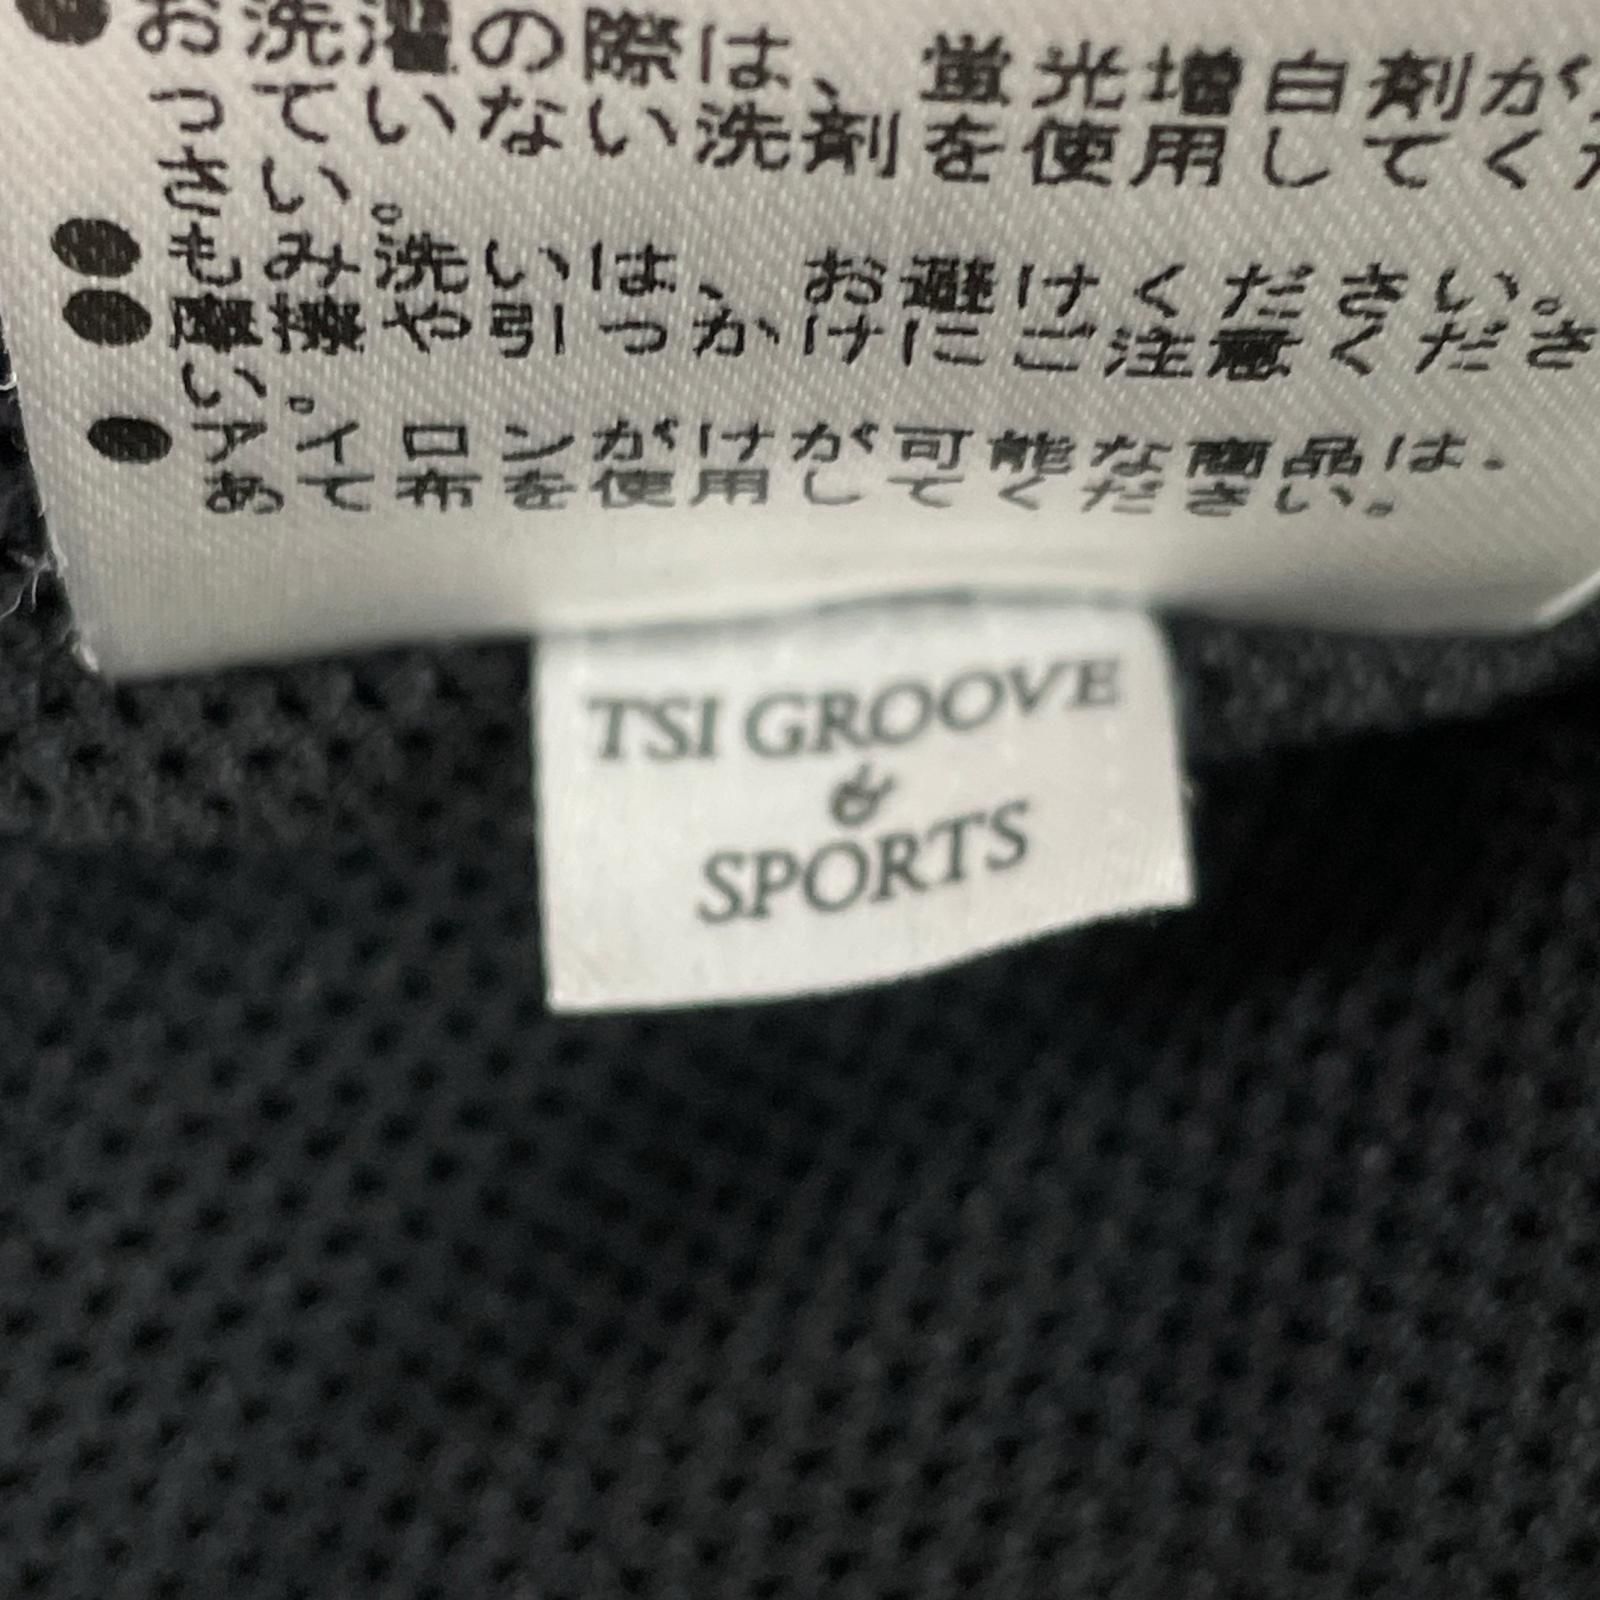 ●お洗濯の際は、蛍光増白剤が
っていない洗剤を使用してく
さい。
●もみ洗いは、お避けください。
●摩擦や引っかけにご注意くださ
い。
●アイロンがけが可能な商品は、
あて布を使用してください。
TSI GROOVE
&
SPORTS